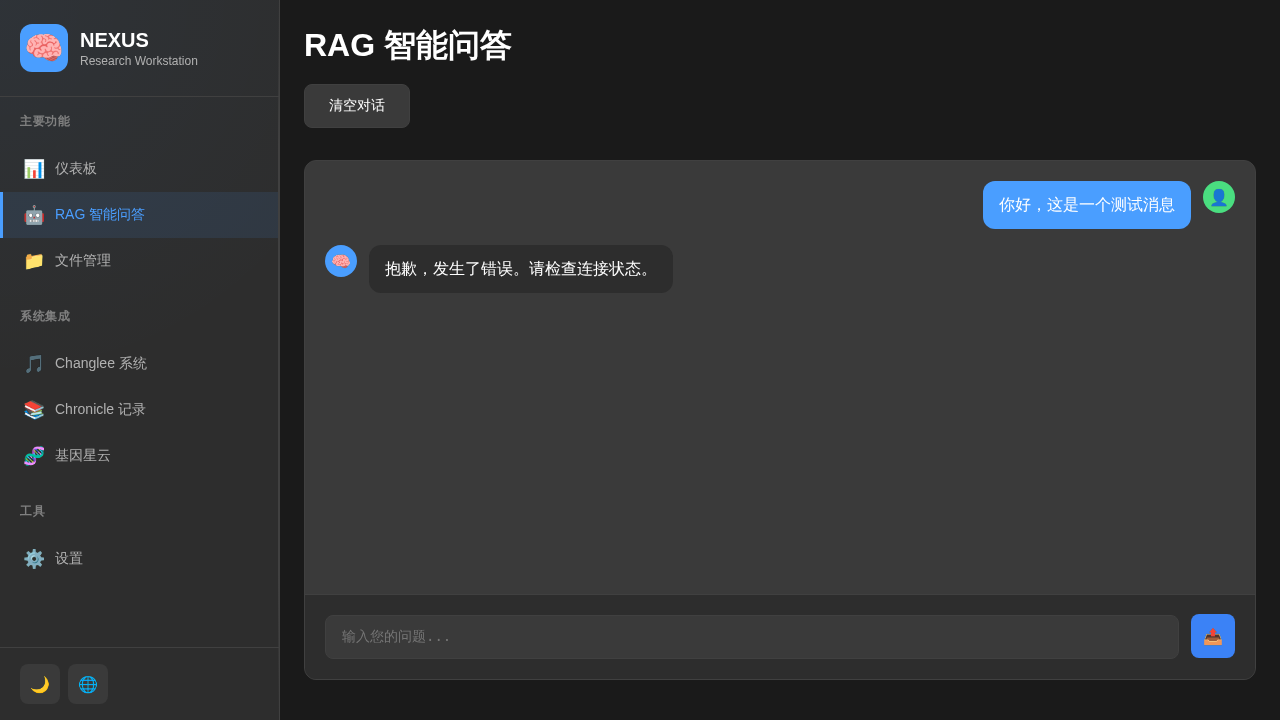 NEXUS
Research Workstation
主要功能
仪表板
RAG 智能问答
文件管理
系统集成
Changlee 系统
Chronicle 记录
基因星云
工具
设置
RAG 智能问答
清空对话
你好，这是一个测试消息
抱歉，发生了错误。请检查连接状态。
输入您的问题...